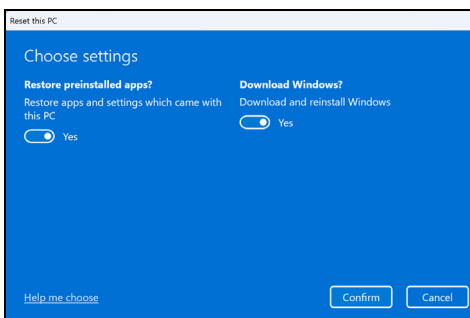 Reset this PC
Choose settings
Restore preinstalled apps?
Restore apps and settings which came with
this PC
Yes
Download Windows?
Download and reinstall Windows
Yes
Help me choose
Confirm
Cancel